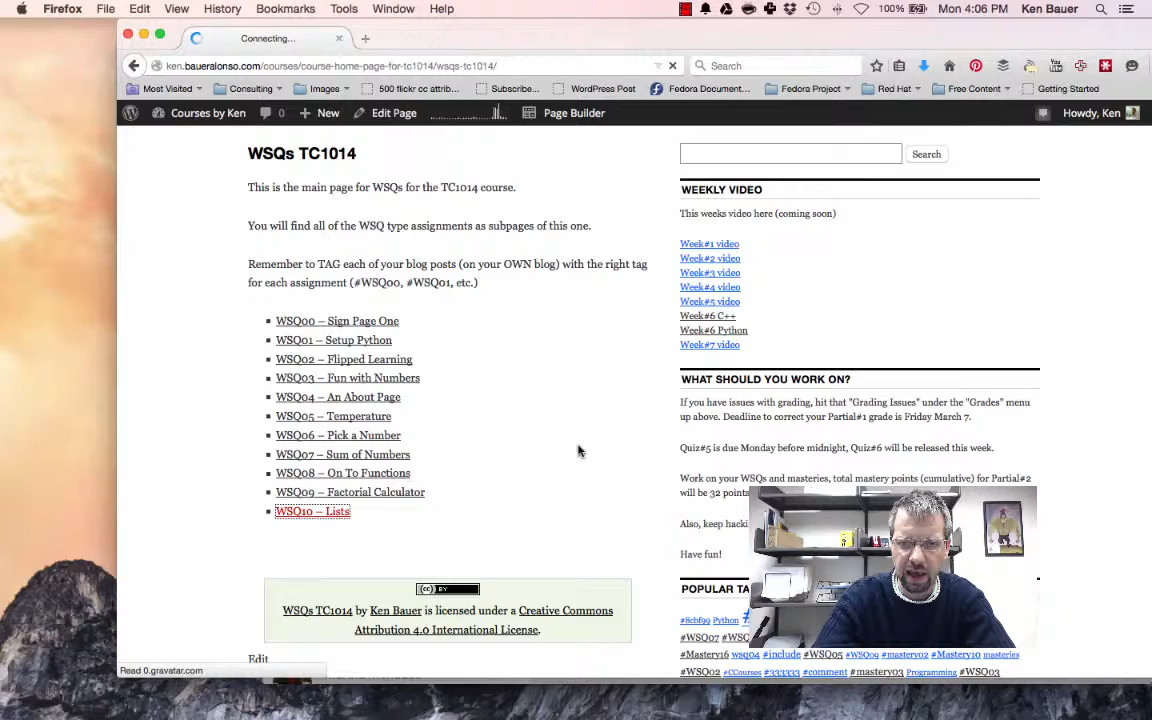 Firefox File Edit View History Bookmarks Tools Window Help 100% Mon 4:06 PM Ken Bauer
Connecting...
ken.baueralonso.com/courses/course-home-page-for-tc1014/wsqs-tc1014/ Search
Most Visited Consulting Images 500 flickr cc attrib... Subscribe... WordPress Post Fedora Document... Fedora Project Red Hat Free Content Getting Started
Courses by Ken 0 New Edit Page Page Builder Howdy, Ken
WSQs TC1014
This is the main page for WSQs for the TC1014 course.
You will find all of the WSQ type assignments as subpages of this one.
Remember to TAG each of your blog posts (on your OWN blog) with the right tag
for each assignment (#WSQ00, #WSQ01, etc.)
WSQ00 – Sign Page One
WSQ01 – Setup Python
WSQ02 – Flipped Learning
WSQ03 – Fun with Numbers
WSQ04 – An About Page
WSQ05 – Temperature
WSQ06 – Pick a Number
WSQ07 – Sum of Numbers
WSQ08 – On To Functions
WSQ09 – Factorial Calculator
WSQ10 – Lists
(cc) BY
WSQs TC1014 by Ken Bauer is licensed under a Creative Commons
Attribution 4.0 International License.
Edit
Read 0.gravatar.com
Search
WEEKLY VIDEO
This weeks video here (coming soon)
Week#1 video
Week#2 video
Week#3 video
Week#4 video
Week#5 video
Week#6 C++
Week#6 Python
Week#7 video
WHAT SHOULD YOU WORK ON?
If you have issues with grading, hit that "Grading Issues" under the "Grades" menu
up above. Deadline to correct your Partial#1 grade is Friday March 7.
Quiz#5 is due Monday before midnight, Quiz#6 will be released this week.
Work on your WSQs and masteries, total mastery points (cumulative) for Partial#2
will be 32 points
Also, keep hacki
Have fun!
POPULAR TA
#8cbf99 Python
#WSQ07 #WSQ
#Mastery16 wsq04 #include #WSQ05 #WSQ09 #mastery02 #Mastery10 masteries
#WSQ02 #CCourses #333333 #comment #mastery03 Programming #WSQ03